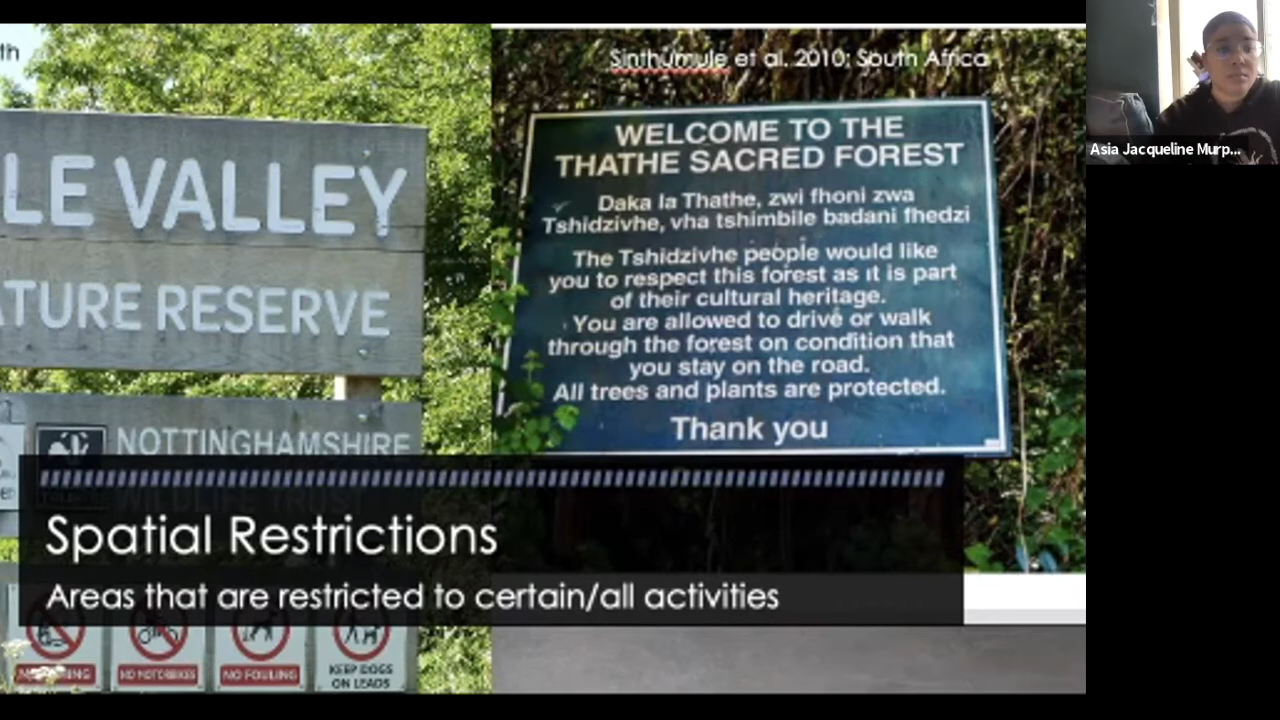 th
Sinthumule et al. 2010; South Africa
LE VALLEY
ATURE RESERVE
NOTTINGHAMSHIRE
WILDLIFE TRUST
NO MOTORBIKES
NO FOULING
KEEP DOGS
ON LEADS
WELCOME TO THE
THATHE SACRED FOREST
Daka la Thathe, zwi fhoni zwa
Tshidzivhe, vha tshimbile badani fhedzi
The Tshidzivhe people would like
you to respect this forest as it is part
of their cultural heritage.
You are allowed to drive or walk
through the forest on condition that
you stay on the road.
All trees and plants are protected.
Thank you
Spatial Restrictions
Areas that are restricted to certain/all activities
Asia Jacqueline Murp...